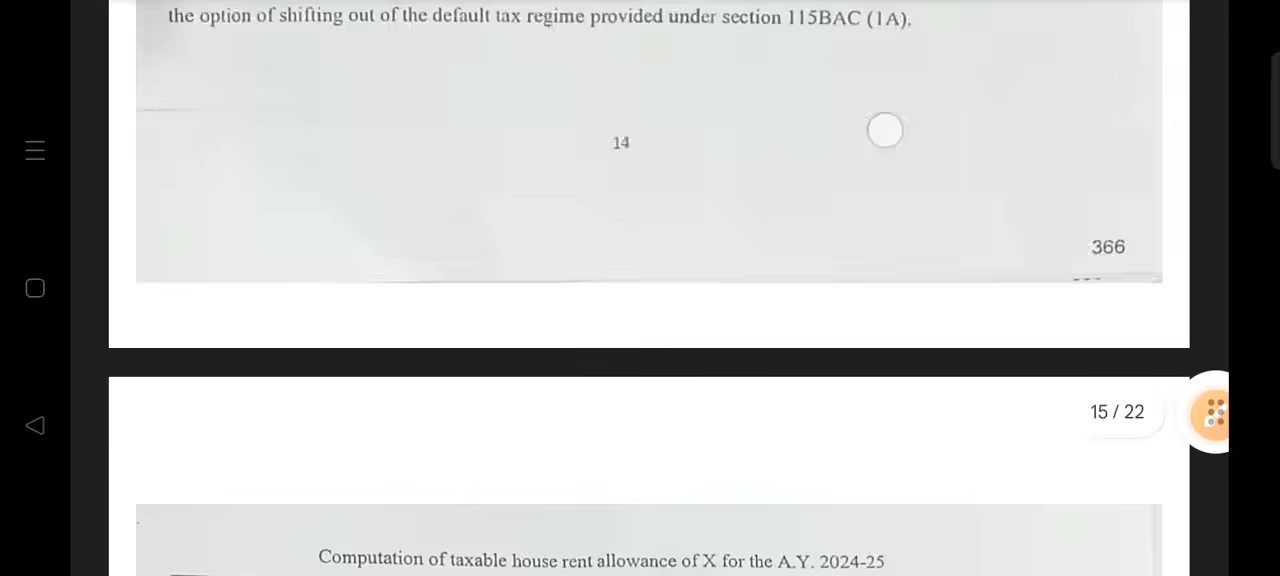 the option of shifting out of the default tax regime provided under section 115BAC (1A).
14
366
15 / 22
Computation of taxable house rent allowance of X for the A.Y. 2024-25